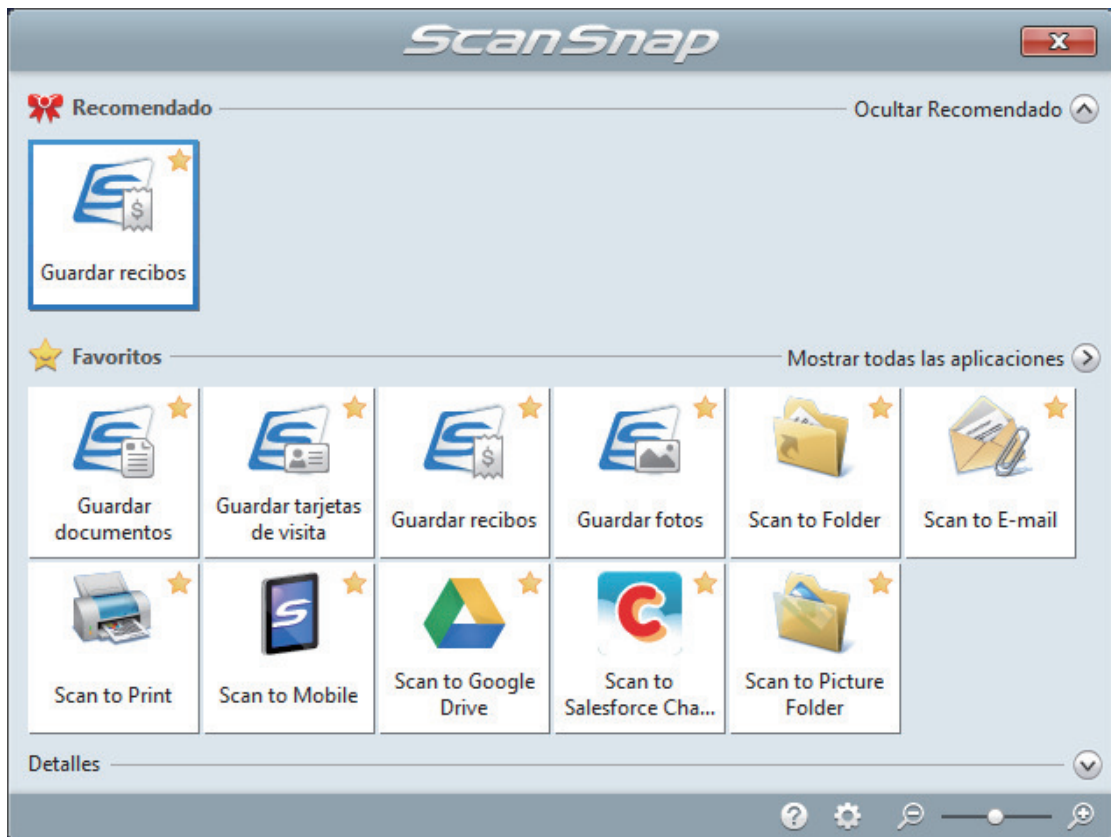 ScanSnap
Recomendado
Ocultar Recomendado
Guardar recibos
Favoritos
Mostrar todas las aplicaciones
Guardar
documentos
Guardar tarjetas
de visita
Guardar recibos
Guardar fotos
Scan to Folder
Scan to E-mail
Scan to Print
Scan to Mobile
Scan to Google
Drive
Scan to
Salesforce Cha...
Scan to Picture
Folder
Detalles